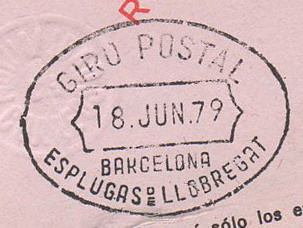 R
GIRO POSTAL
18.JUN.79
BARCELONA
ESPLUGAS DE LLOBREGAT
sólo los e